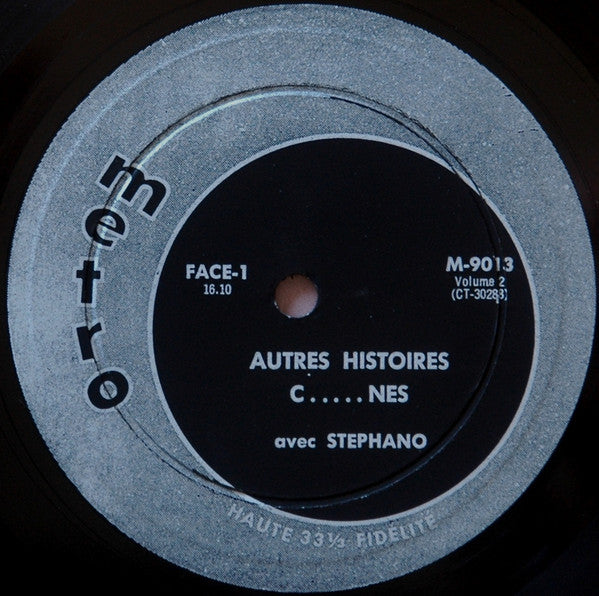 metro
FACE-1
16.10
M-9013
Volume 2
(CT-30283)
AUTRES HISTOIRES
C.....NES
avec STEPHANO
HAUTE 33⅓ FIDÉLITÉ